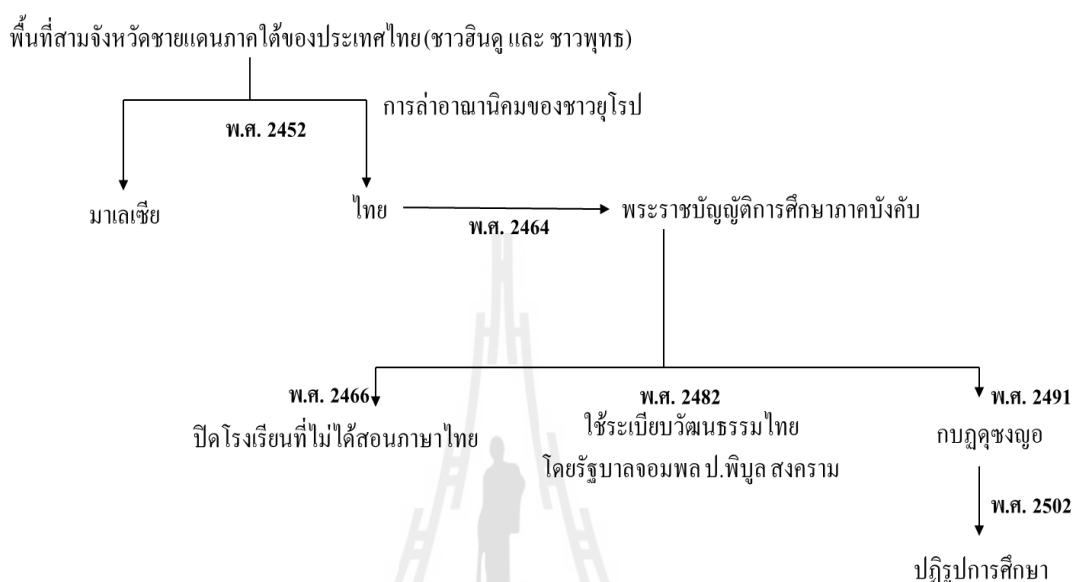 พื้นที่สามจังหวัดชายแดนภาคใต้ของประเทศไทย(ชาวฮินดู และ ชาวพุทธ)
การล่าอาณานิคมของชาวยุโรป
พ.ศ. 2452
มาเลเซีย
ไทย
พ.ศ. 2464
พระราชบัญญัติการศึกษาภาคบังคับ
พ.ศ. 2466
ปิดโรงเรียนที่ไม่ได้สอนภาษาไทย
พ.ศ. 2482
ใช้ระเบียบวัฒนธรรมไทย
โดยรัฐบาลจอมพล ป.พิบูล สงคราม
พ.ศ. 2491
กบฏดุซงญอ
พ.ศ. 2502
ปฏิรูปการศึกษา